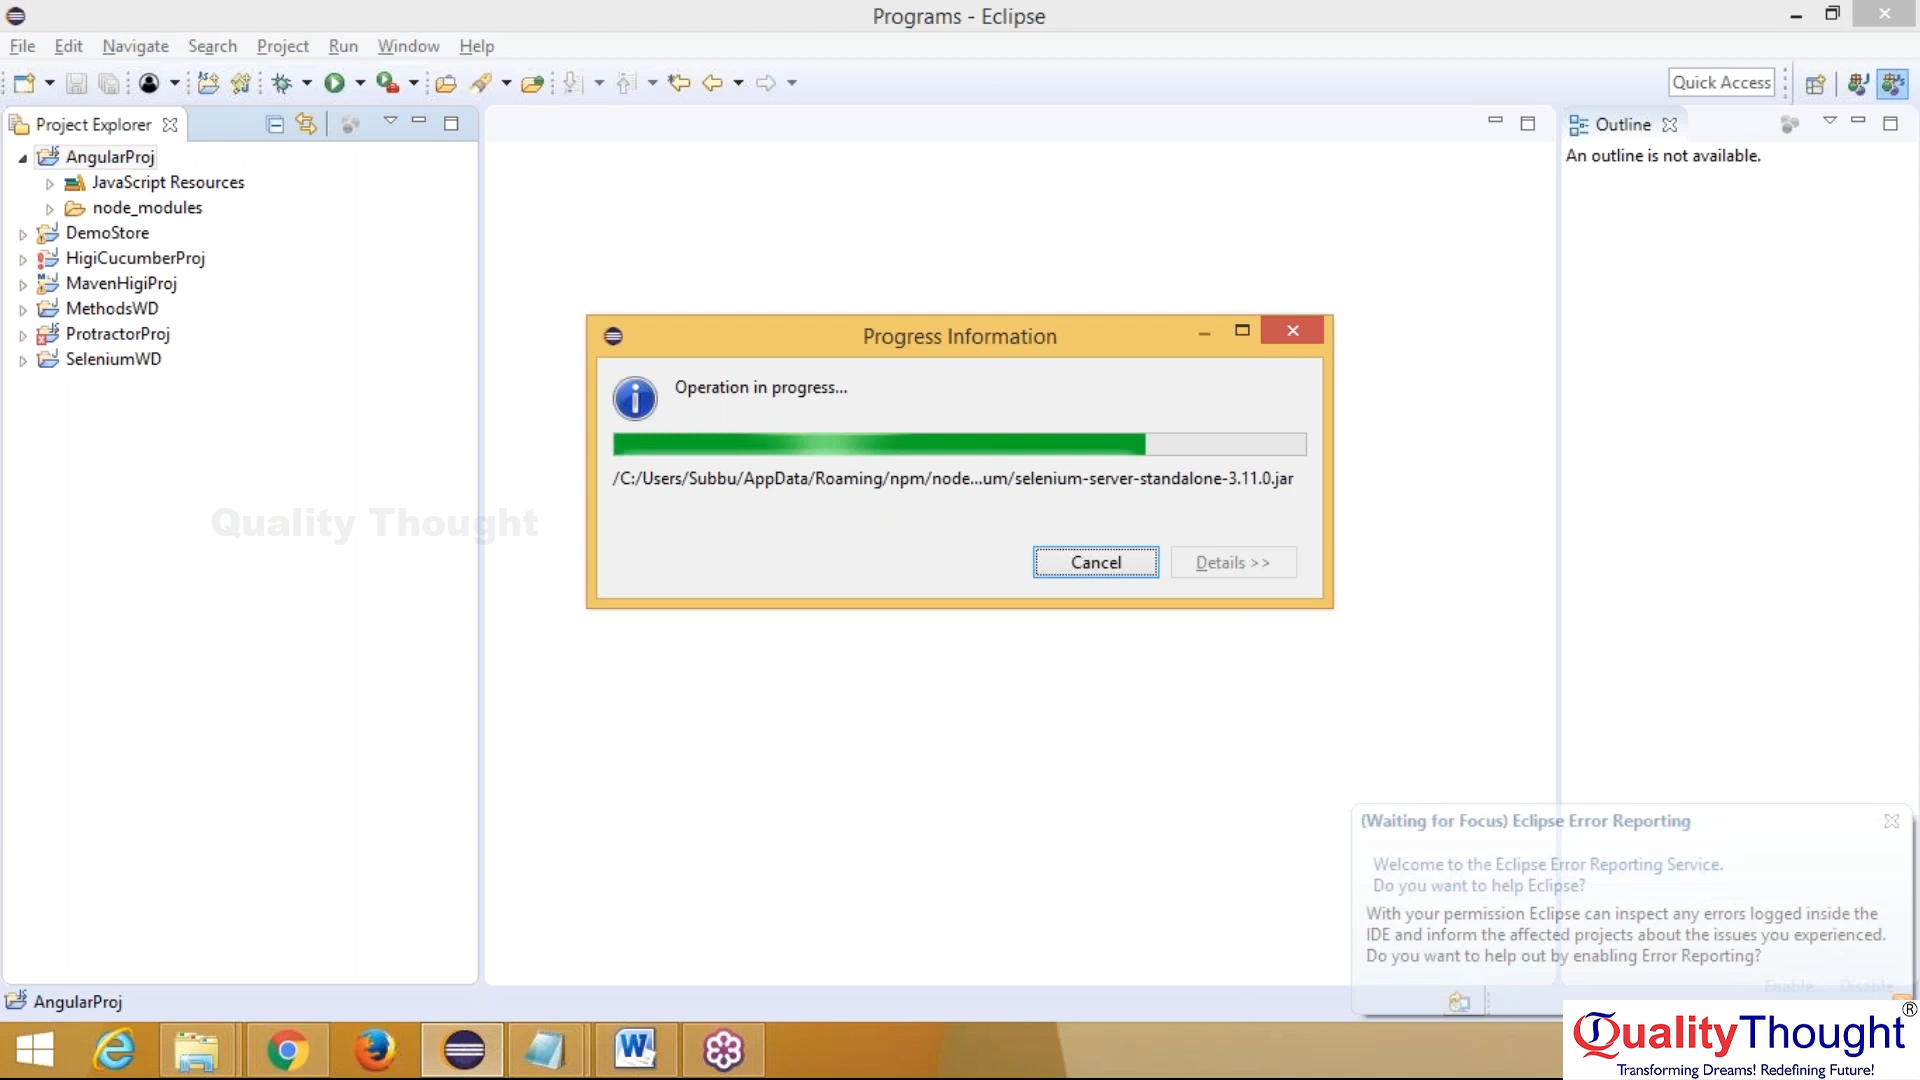 Programs - Eclipse
File Edit Navigate Search Project Run Window Help
Quick Access
Project Explorer
Outline
AngularProj
An outline is not available.
JavaScript Resources
node_modules
DemoStore
HigiCucumberProj
MavenHigiProj
MethodsWD
ProtractorProj
SeleniumWD
Progress Information
Operation in progress...
/C:/Users/Subbu/AppData/Roaming/npm/node...um/selenium-server-standalone-3.11.0.jar
Cancel Details >>
Quality Thought
(Waiting for Focus) Eclipse Error Reporting
Welcome to the Eclipse Error Reporting Service.
Do you want to help Eclipse?
With your permission Eclipse can inspect any errors logged inside the
IDE and inform the affected projects about the issues you experienced.
Do you want to help out by enabling Error Reporting?
Enable... Disable
AngularProj
QualityThought®
Transforming Dreams! Redefining Future!